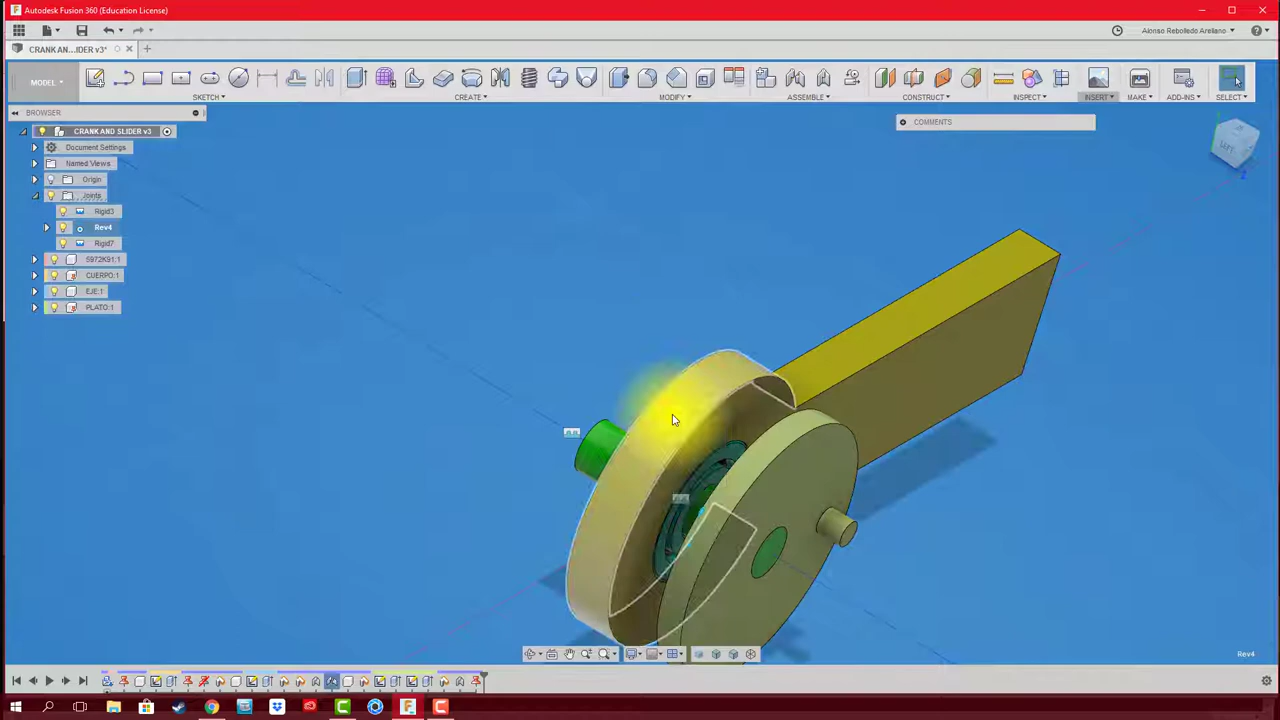 Autodesk Fusion 360 (Education License)
Alonso Rebolledo Arellano
CRANK AN...IDER v3*
MODEL
SKETCH
CREATE
MODIFY
ASSEMBLE
CONSTRUCT
INSPECT
INSERT
MAKE
ADD-INS
SELECT
BROWSER
COMMENTS
CRANK AND SLIDER v3
Document Settings
Named Views
Origin
Joints
Rigid3
Rev4
Rigid7
5972K91:1
CUERPO:1
EJE:1
PLATO:1
LEFT
Z
Rev4